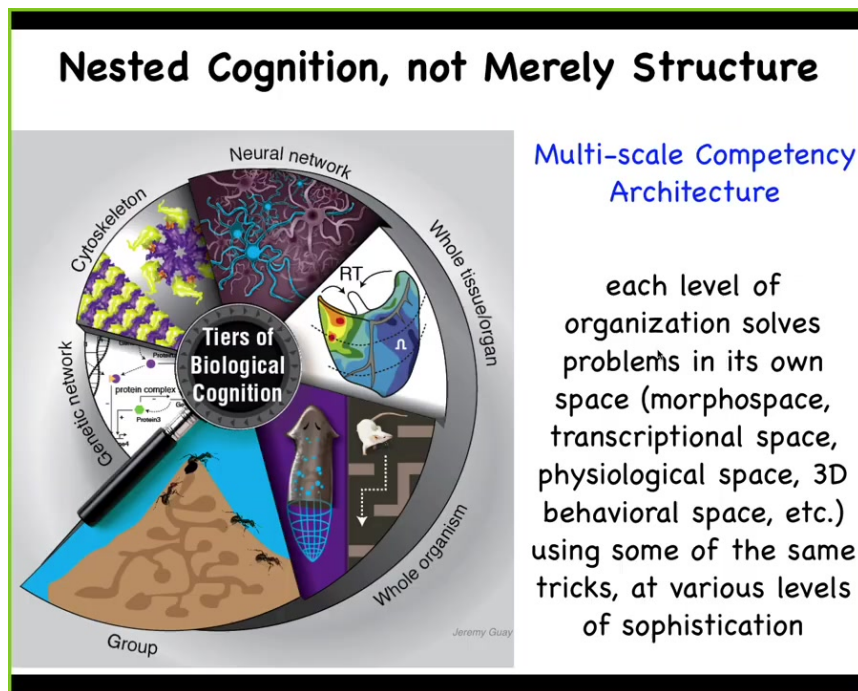 Nested Cognition, not Merely Structure
Neural network
Cytoskeleton
Whole tissue/organ
RT
Tiers of
Biological
Cognition
Genetic network
protein complex
Protein3
Whole organism
Group
Jeremy Guay
Multi-scale Competency
Architecture
each level of
organization solves
problems in its own
space (morphospace,
transcriptional space,
physiological space, 3D
behavioral space, etc.)
using some of the same
tricks, at various levels
of sophistication